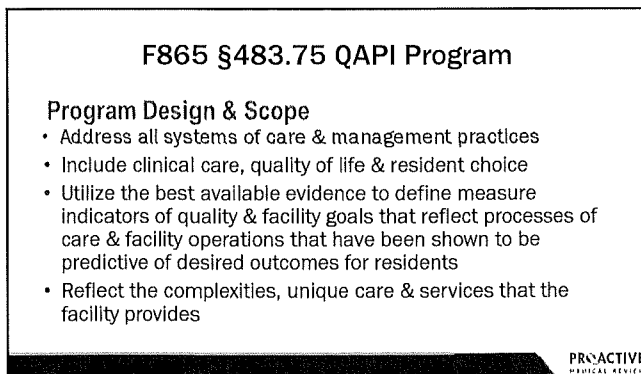 F865 §483.75 QAPI Program
Program Design & Scope
• Address all systems of care & management practices
• Include clinical care, quality of life & resident choice
• Utilize the best available evidence to define measure
indicators of quality & facility goals that reflect processes of
care & facility operations that have been shown to be
predictive of desired outcomes for residents
• Reflect the complexities, unique care & services that the
facility provides
PROACTIVE
MEDICAL REVIEW